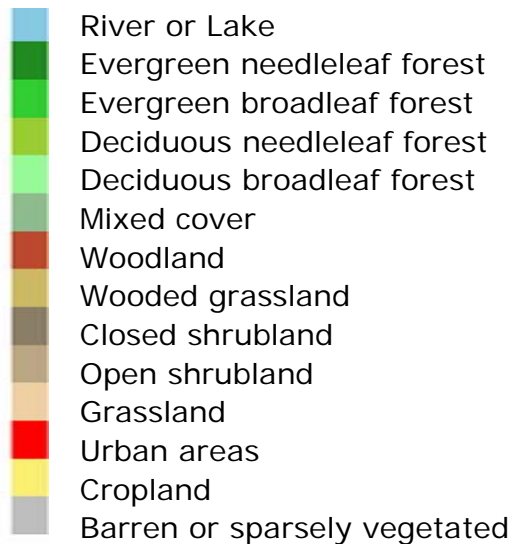 River or Lake
Evergreen needleleaf forest
Evergreen broadleaf forest
Deciduous needleleaf forest
Deciduous broadleaf forest
Mixed cover
Woodland
Wooded grassland
Closed shrubland
Open shrubland
Grassland
Urban areas
Cropland
Barren or sparsely vegetated